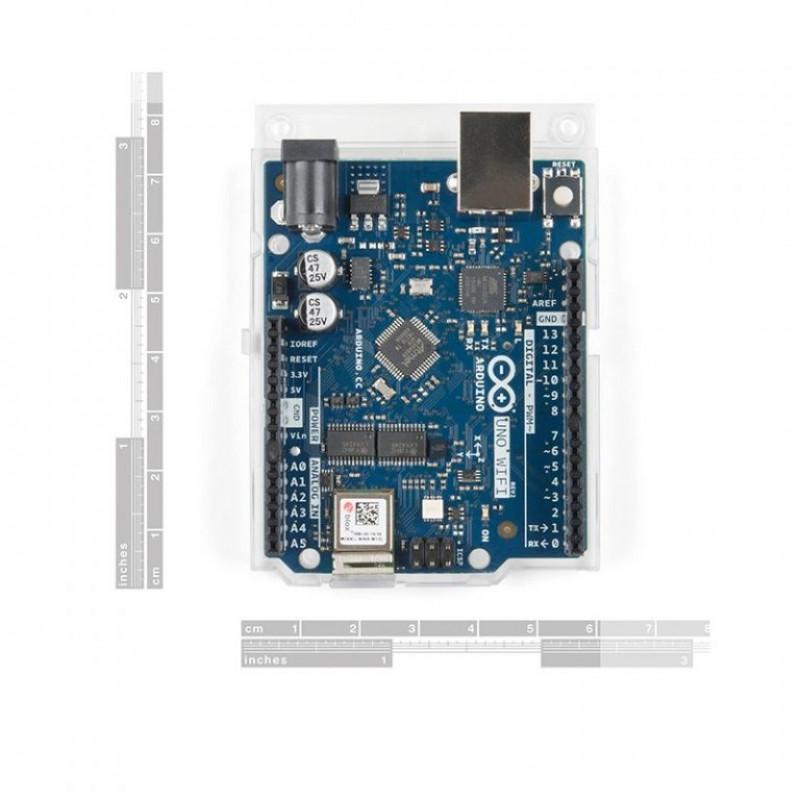 RESET
CS
47
25V
CS
47
25V
AREF
GND
13
12
11
~10
~9
8
7
~6
~5
4
~3
2
TX→1
RX←0
DIGITAL - PWM~
IOREF
RESET
3.3V
5V
GND
Vin
POWER
A0
A1
A2
A3
A4
A5
ANALOG IN
ARDUINO.CC
RX
TX
ARDUINO
UNO WIFI
REV2
X
Y
Z
ON
ICSP
blox
3
2
1
inches
8
7
6
5
4
3
2
1
cm
cm 1 2 3 4 5 6 7 8
inches 1 2 3